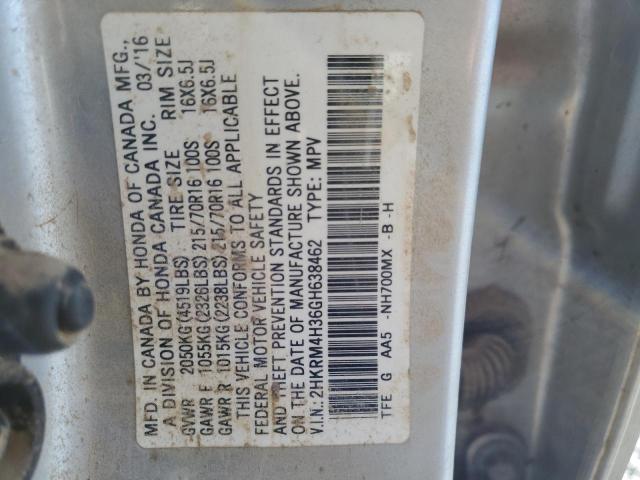 MFD. IN CANADA BY HONDA OF CANADA MFG.,
A DIVISION OF HONDA CANADA INC. 03/'16
GVWR 2050KG(4519LBS) TIRE SIZE RIM SIZE
GAWR F 1055KG(2326LBS) 215/70R16 100S 16X6.5J
GAWR R 1015KG(2238LBS) 215/70R16 100S 16X6.5J
THIS VEHICLE CONFORMS TO ALL APPLICABLE
FEDERAL MOTOR VEHICLE SAFETY
AND THEFT PREVENTION STANDARDS IN EFFECT
ON THE DATE OF MANUFACTURE SHOWN ABOVE.
V.I.N.: 2HKRM4H36GH638462 TYPE: MPV
TFE G AA5 -NH700MX -B -H